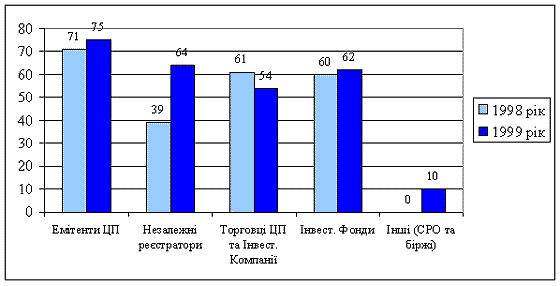 80
70
60
50
40
30
20
10
0
71
75
39
64
61
54
60
62
0
10
Емітенти ЦП
Незалежні
реєстратори
Торговці ЦП
та Інвест.
Компанії
Інвест. Фонди
Інші (СРО та
біржі)
1998 рік
1999 рік